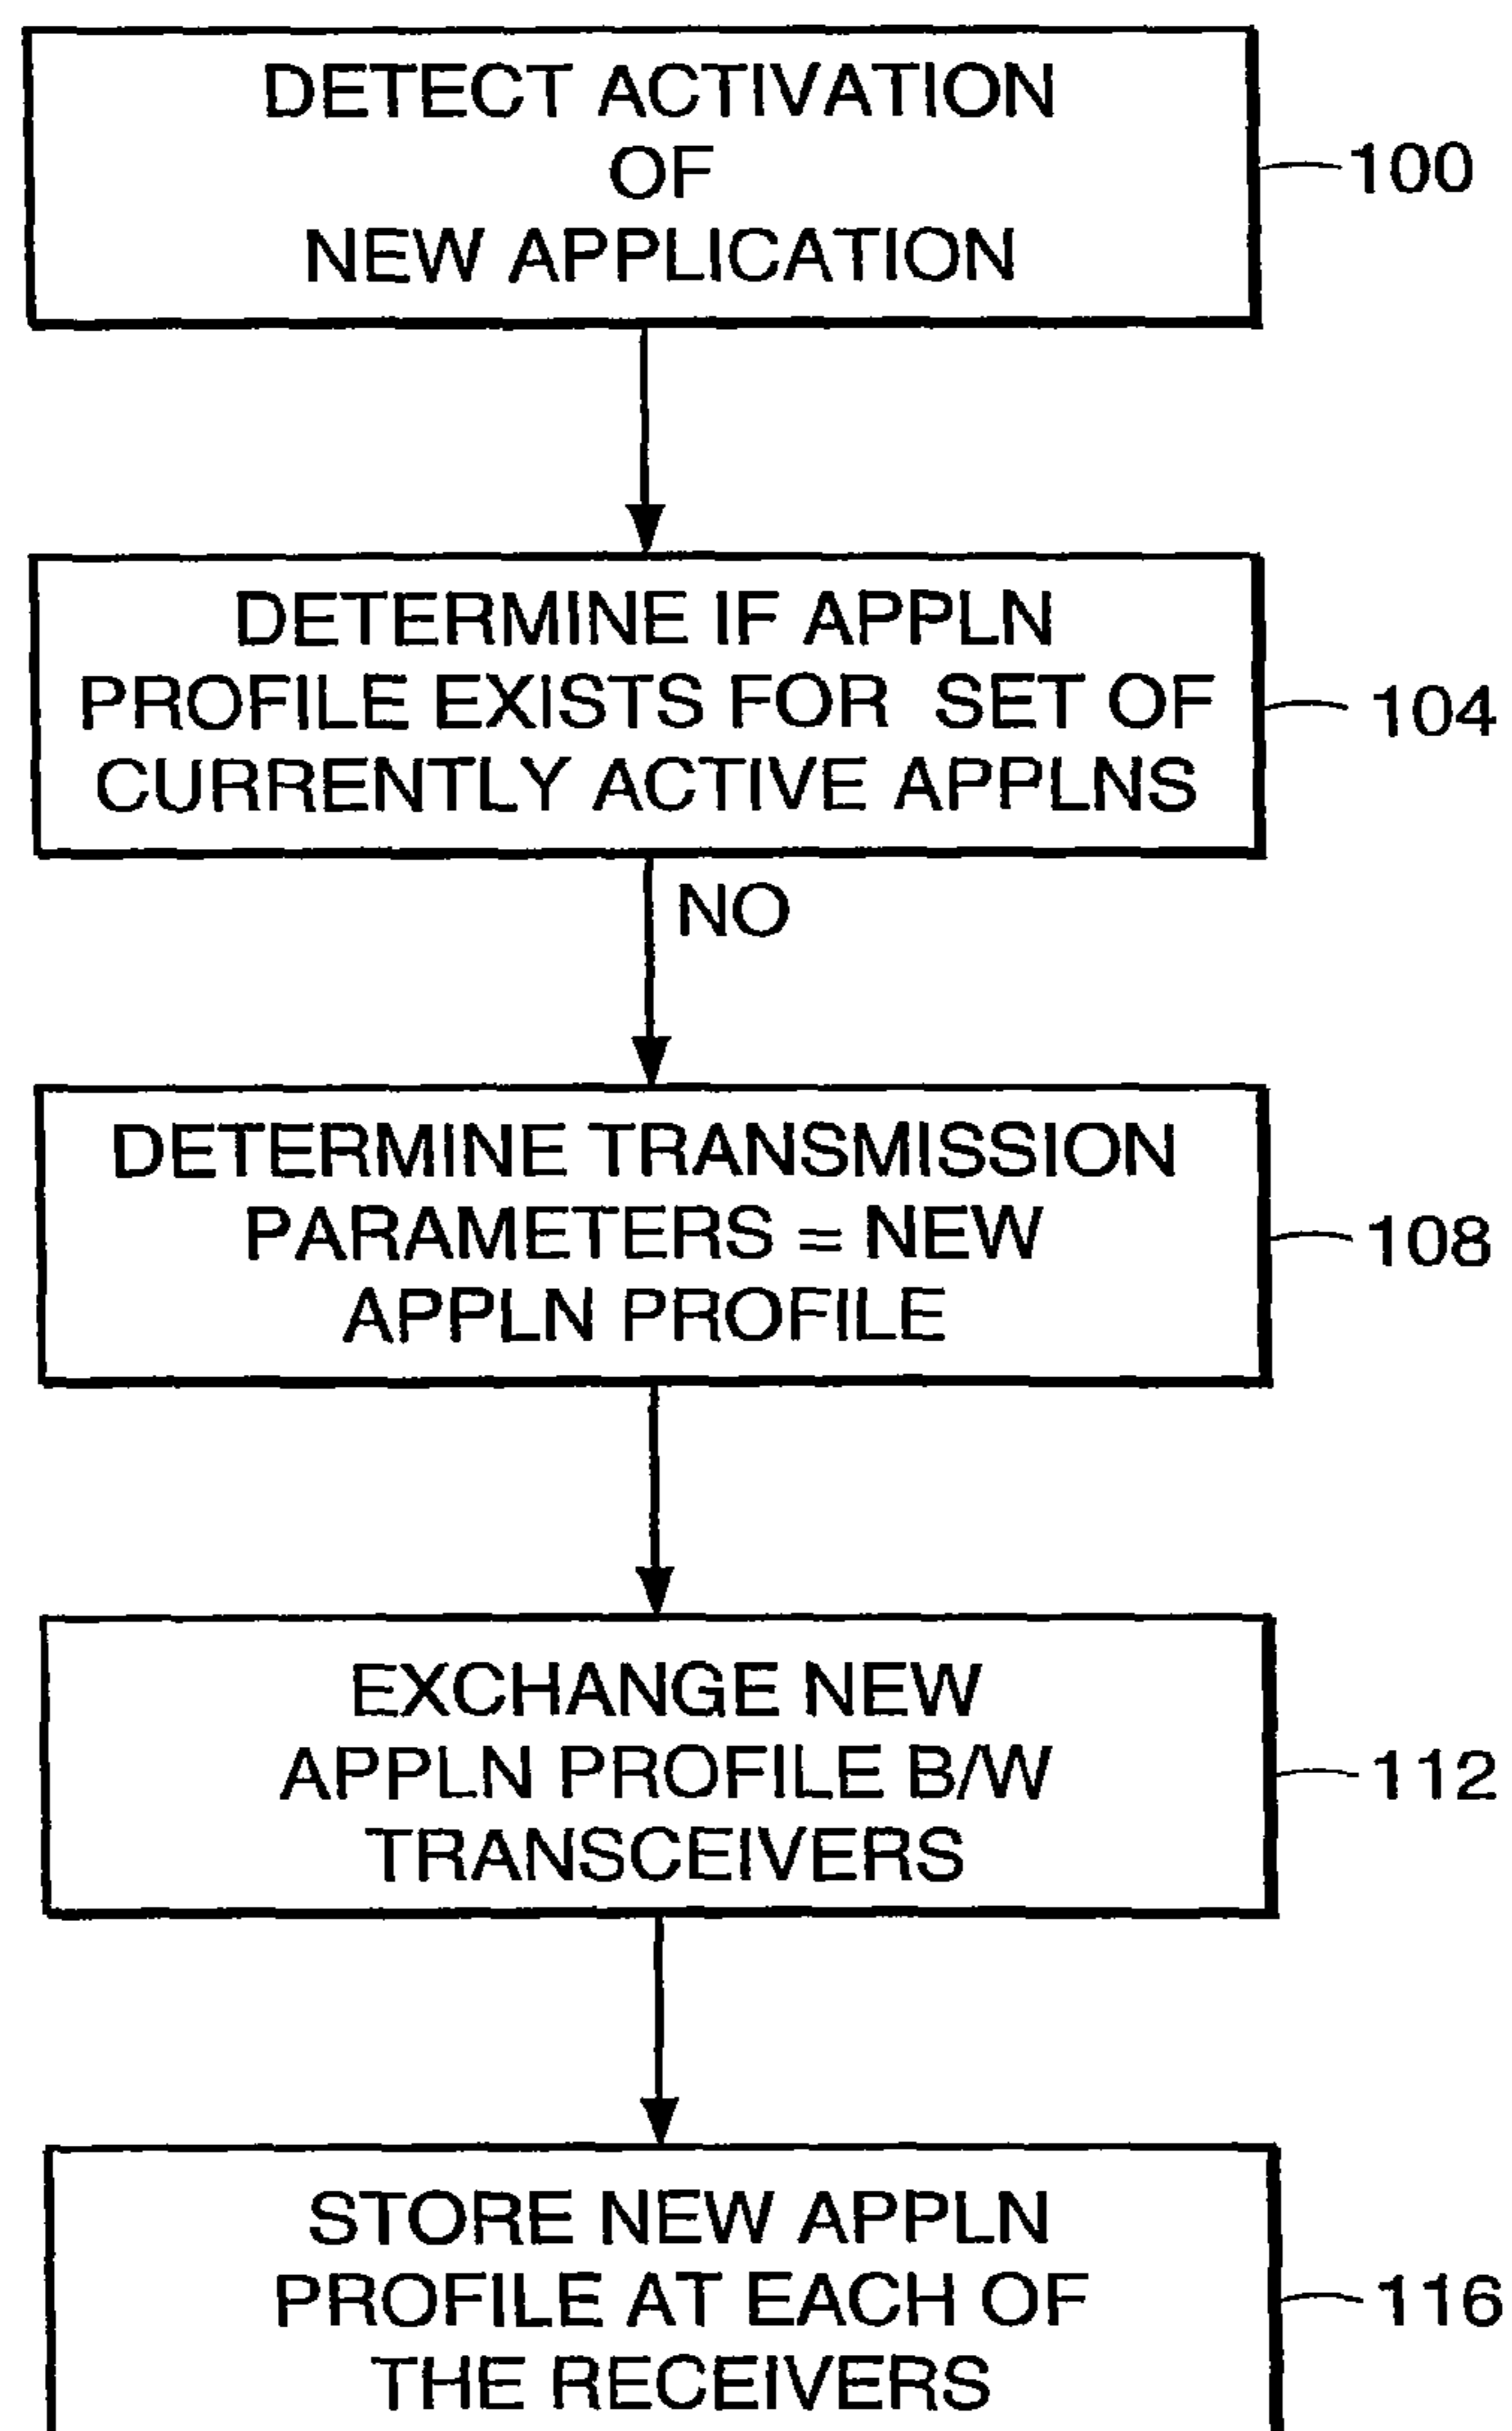 DETECT ACTIVATION
OF
NEW APPLICATION
100
DETERMINE IF APPLN
PROFILE EXISTS FOR SET OF
CURRENTLY ACTIVE APPLNS
104
NO
DETERMINE TRANSMISSION
PARAMETERS = NEW
APPLN PROFILE
108
EXCHANGE NEW
APPLN PROFILE B/W
TRANSCEIVERS
112
STORE NEW APPLN
PROFILE AT EACH OF
THE RECEIVERS
116